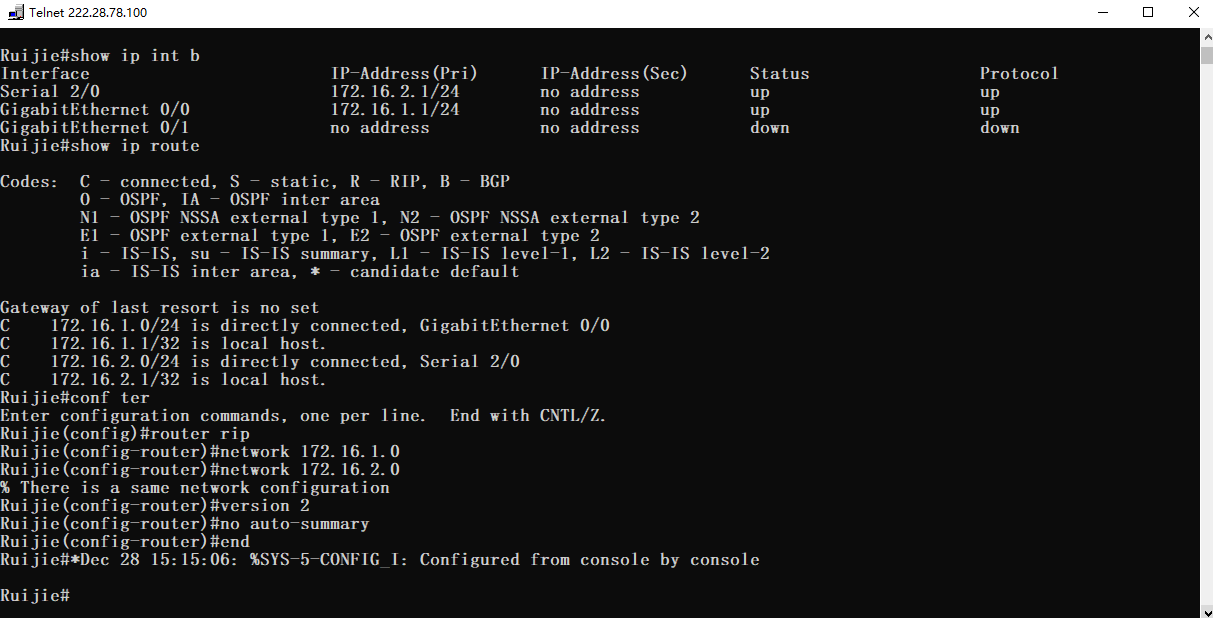 Telnet 222.28.78.100
Ruijie#show ip int b
Interface IP-Address(Pri) IP-Address(Sec) Status Protocol
Serial 2/0 172.16.2.1/24 no address up up
GigabitEthernet 0/0 172.16.1.1/24 no address up up
GigabitEthernet 0/1 no address no address down down
Ruijie#show ip route
Codes: C - connected, S - static, R - RIP, B - BGP
O - OSPF, IA - OSPF inter area
N1 - OSPF NSSA external type 1, N2 - OSPF NSSA external type 2
E1 - OSPF external type 1, E2 - OSPF external type 2
i - IS-IS, su - IS-IS summary, L1 - IS-IS level-1, L2 - IS-IS level-2
ia - IS-IS inter area, * - candidate default
Gateway of last resort is no set
C 172.16.1.0/24 is directly connected, GigabitEthernet 0/0
C 172.16.1.1/32 is local host.
C 172.16.2.0/24 is directly connected, Serial 2/0
C 172.16.2.1/32 is local host.
Ruijie#conf ter
Enter configuration commands, one per line. End with CNTL/Z.
Ruijie(config)#router rip
Ruijie(config-router)#network 172.16.1.0
Ruijie(config-router)#network 172.16.2.0
% There is a same network configuration
Ruijie(config-router)#version 2
Ruijie(config-router)#no auto-summary
Ruijie(config-router)#end
Ruijie#*Dec 28 15:15:06: %SYS-5-CONFIG_I: Configured from console by console
Ruijie#